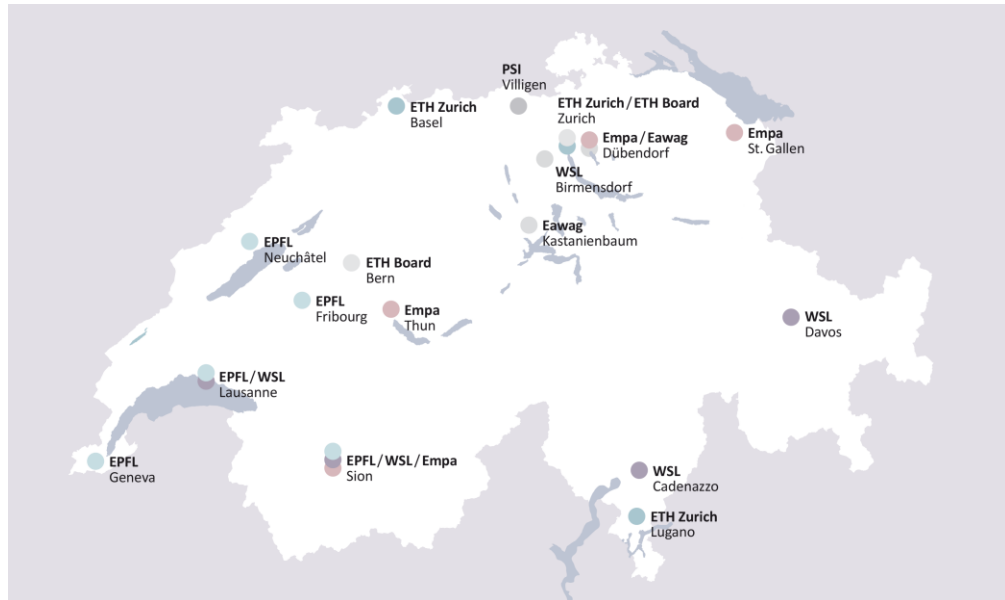 PSI
Villigen
ETH Zurich
Basel
ETH Zurich / ETH Board
Zurich
Empa / Eawag
Dübendorf
Empa
St. Gallen
WSL
Birmensdorf
Eawag
Kastanienbaum
EPFL
Neuchâtel
ETH Board
Bern
EPFL
Fribourg
Empa
Thun
WSL
Davos
EPFL / WSL
Lausanne
EPFL
Geneva
EPFL / WSL / Empa
Sion
WSL
Cadenazzo
ETH Zurich
Lugano